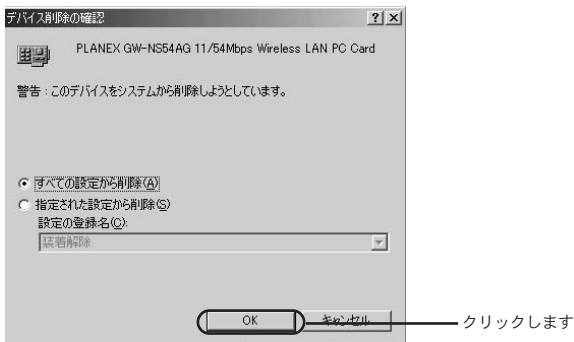 デバイス削除の確認
PLANEX GW-NS54AG 11/54Mbps Wireless LAN PC Card
警告：このデバイスをシステムから削除しようとしています。
すべての設定から削除(A)
指定された設定から削除(S)
設定の登録名(C):
装着解除
OK
キャンセル
クリックします